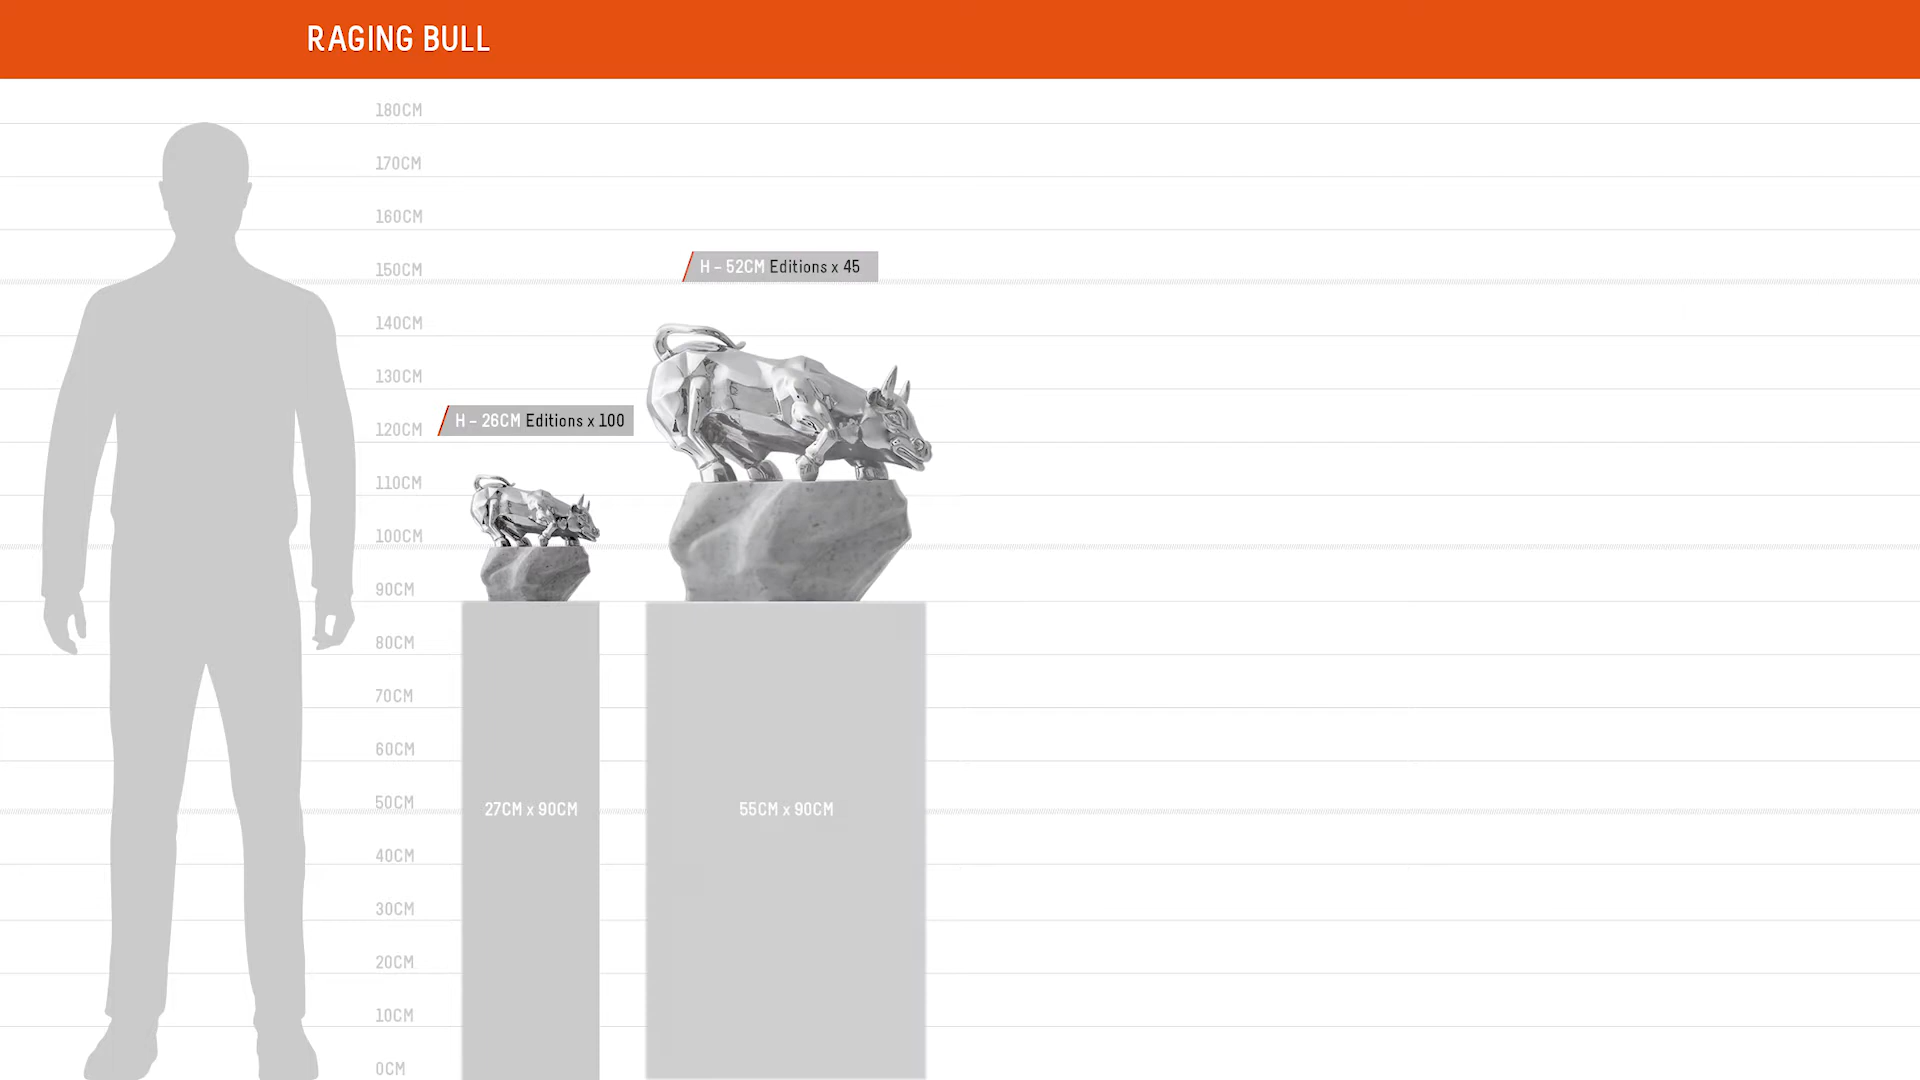 RAGING BULL
180CM
170CM
160CM
150CM
140CM
130CM
120CM
110CM
100CM
90CM
80CM
70CM
60CM
50CM
40CM
30CM
20CM
10CM
0CM
H – 26CM Editions x 100
27CM x 90CM
H – 52CM Editions x 45
55CM x 90CM